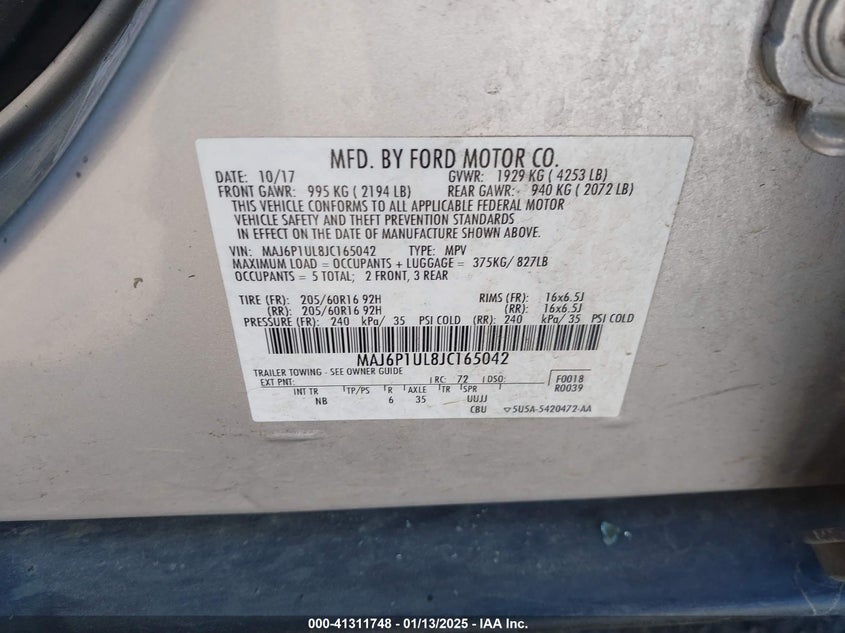 MFD. BY FORD MOTOR CO.
DATE: 10/17 GVWR: 1929 KG ( 4253 LB)
FRONT GAWR: 995 KG ( 2194 LB) REAR GAWR: 940 KG ( 2072 LB)
THIS VEHICLE CONFORMS TO ALL APPLICABLE FEDERAL MOTOR
VEHICLE SAFETY AND THEFT PREVENTION STANDARDS
IN EFFECT ON THE DATE OF MANUFACTURE SHOWN ABOVE.
VIN: MAJ6P1UL8JC165042 TYPE: MPV
MAXIMUM LOAD = OCCUPANTS + LUGGAGE = 375KG/ 827LB
OCCUPANTS = 5 TOTAL; 2 FRONT, 3 REAR
TIRE (FR): 205/60R16 92H RIMS (FR): 16x6.5J
(RR): 205/60R16 92H (RR): 16x6.5J
PRESSURE (FR): 240 kPa/ 35 PSI COLD (RR): 240 kPa/ 35 PSI COLD
MAJ6P1UL8JC165042
TRAILER TOWING - SEE OWNER GUIDE
EXT PNT: RC: 72 DSO: F0018
R0039
INT TR TP/PS R AXLE TR SPR
NB 6 35 UUJJ
CBU ▽5U5A-5420472-AA
000-41311748 - 01/13/2025 - IAA Inc.